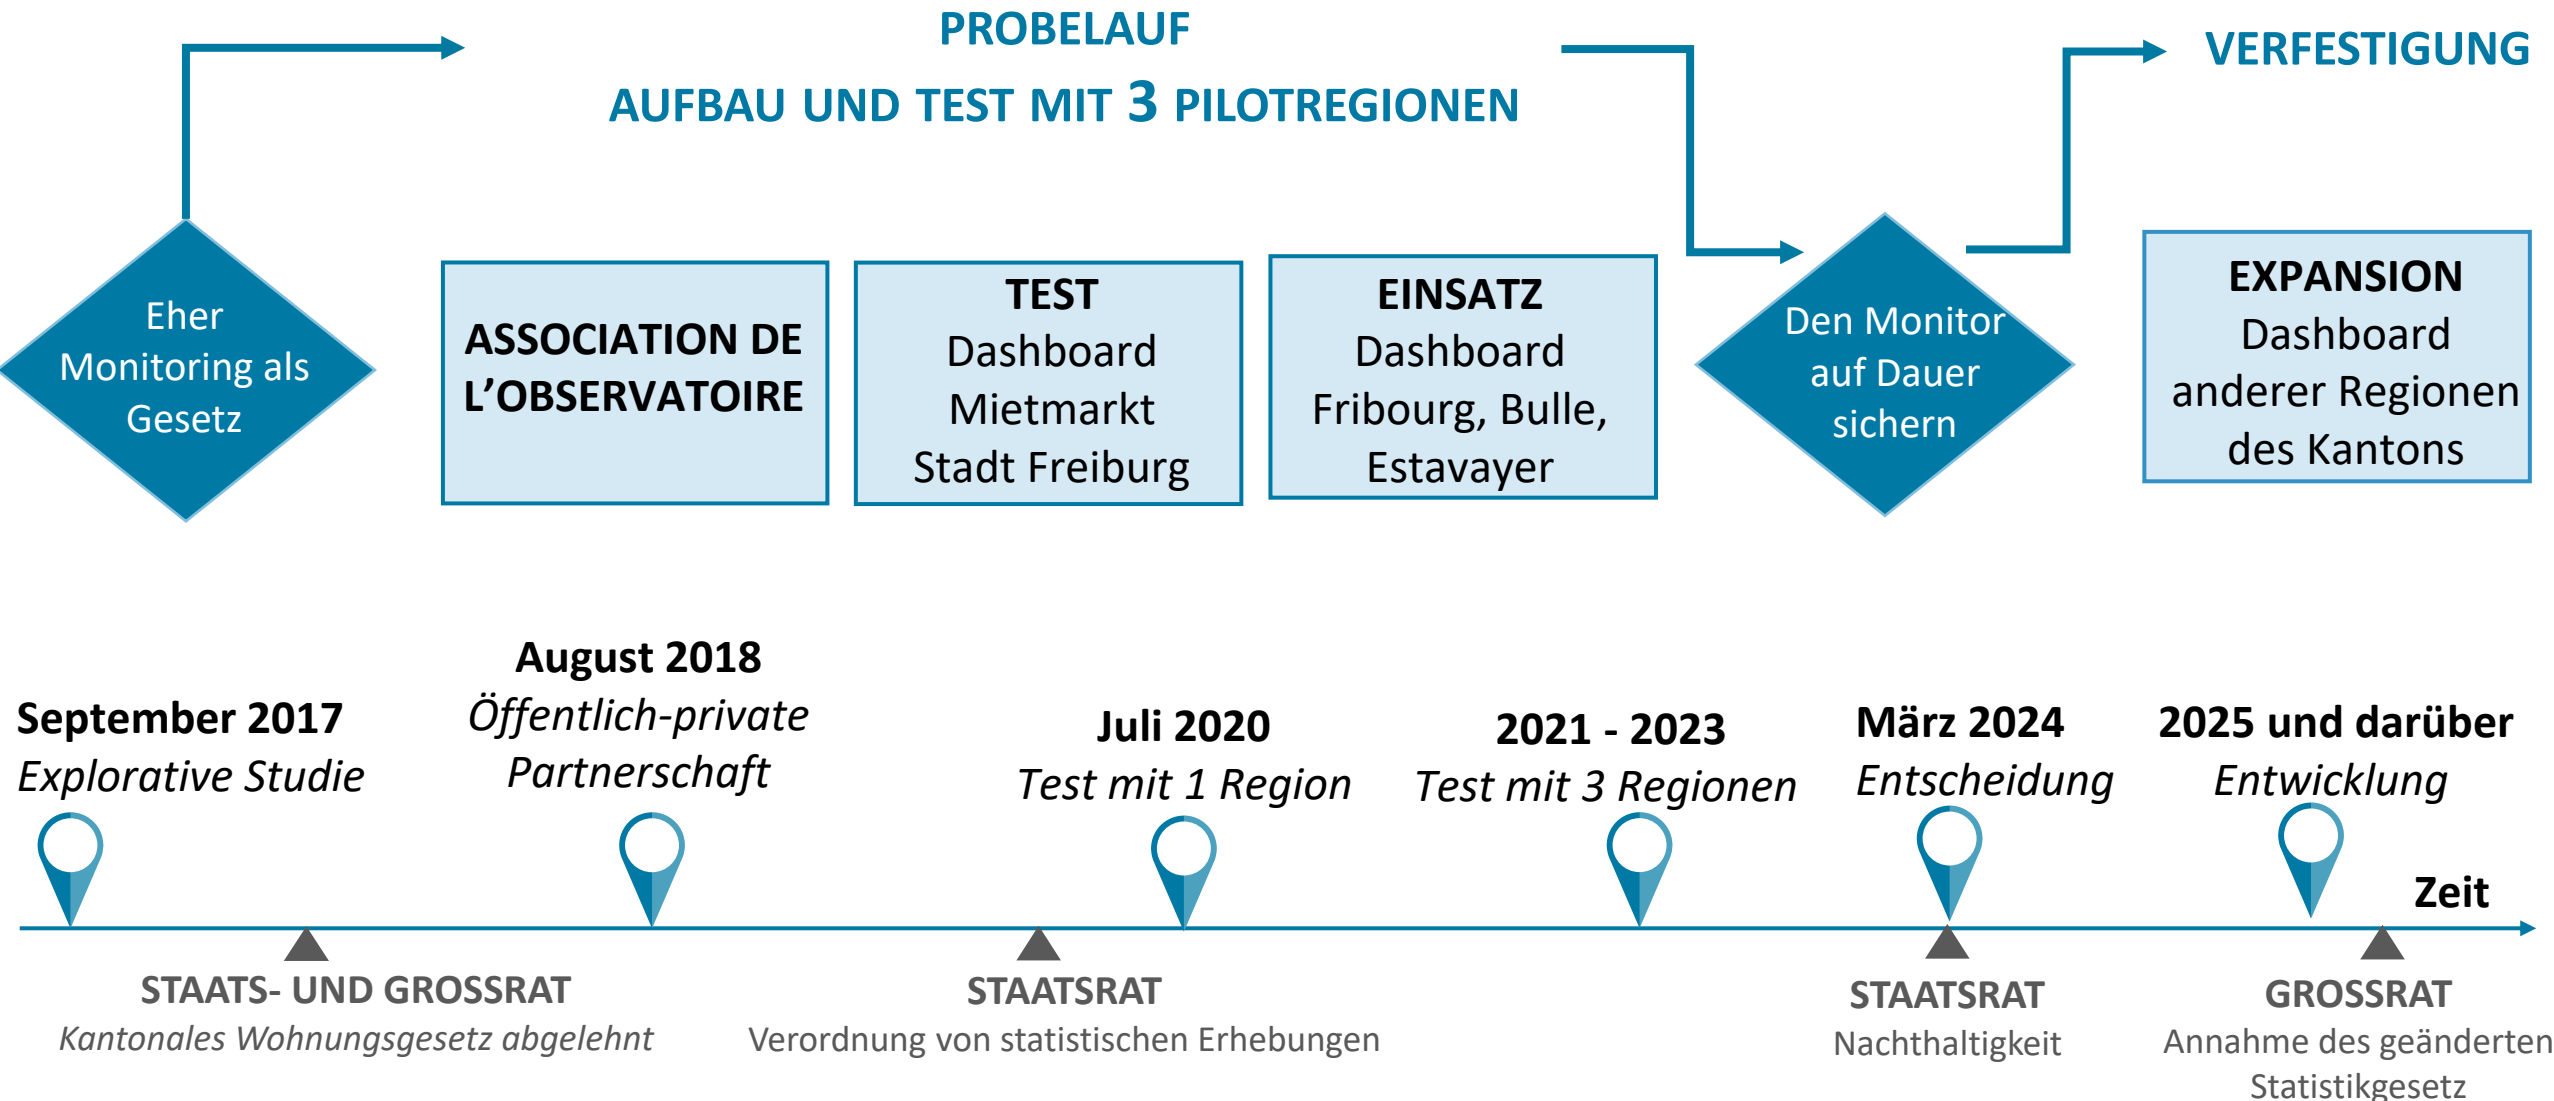 PROBELAUF
AUFBAU UND TEST MIT 3 PILOTREGIONEN
VERFESTIGUNG
Eher
Monitoring als
Gesetz
ASSOCIATION DE
L’OBSERVATOIRE
TEST
Dashboard
Mietmarkt
Stadt Freiburg
EINSATZ
Dashboard
Fribourg, Bulle,
Estavayer
Den Monitor
auf Dauer
sichern
EXPANSION
Dashboard
anderer Regionen
des Kantons
September 2017
Explorative Studie
August 2018
Öffentlich-private
Partnerschaft
Juli 2020
Test mit 1 Region
2021 - 2023
Test mit 3 Regionen
März 2024
Entscheidung
2025 und darüber
Entwicklung
Zeit
STAATS- UND GROSSRAT
Kantonales Wohnungsgesetz abgelehnt
STAATSRAT
Verordnung von statistischen Erhebungen
STAATSRAT
Nachthaltigkeit
GROSSRAT
Annahme des geänderten
Statistikgesetz